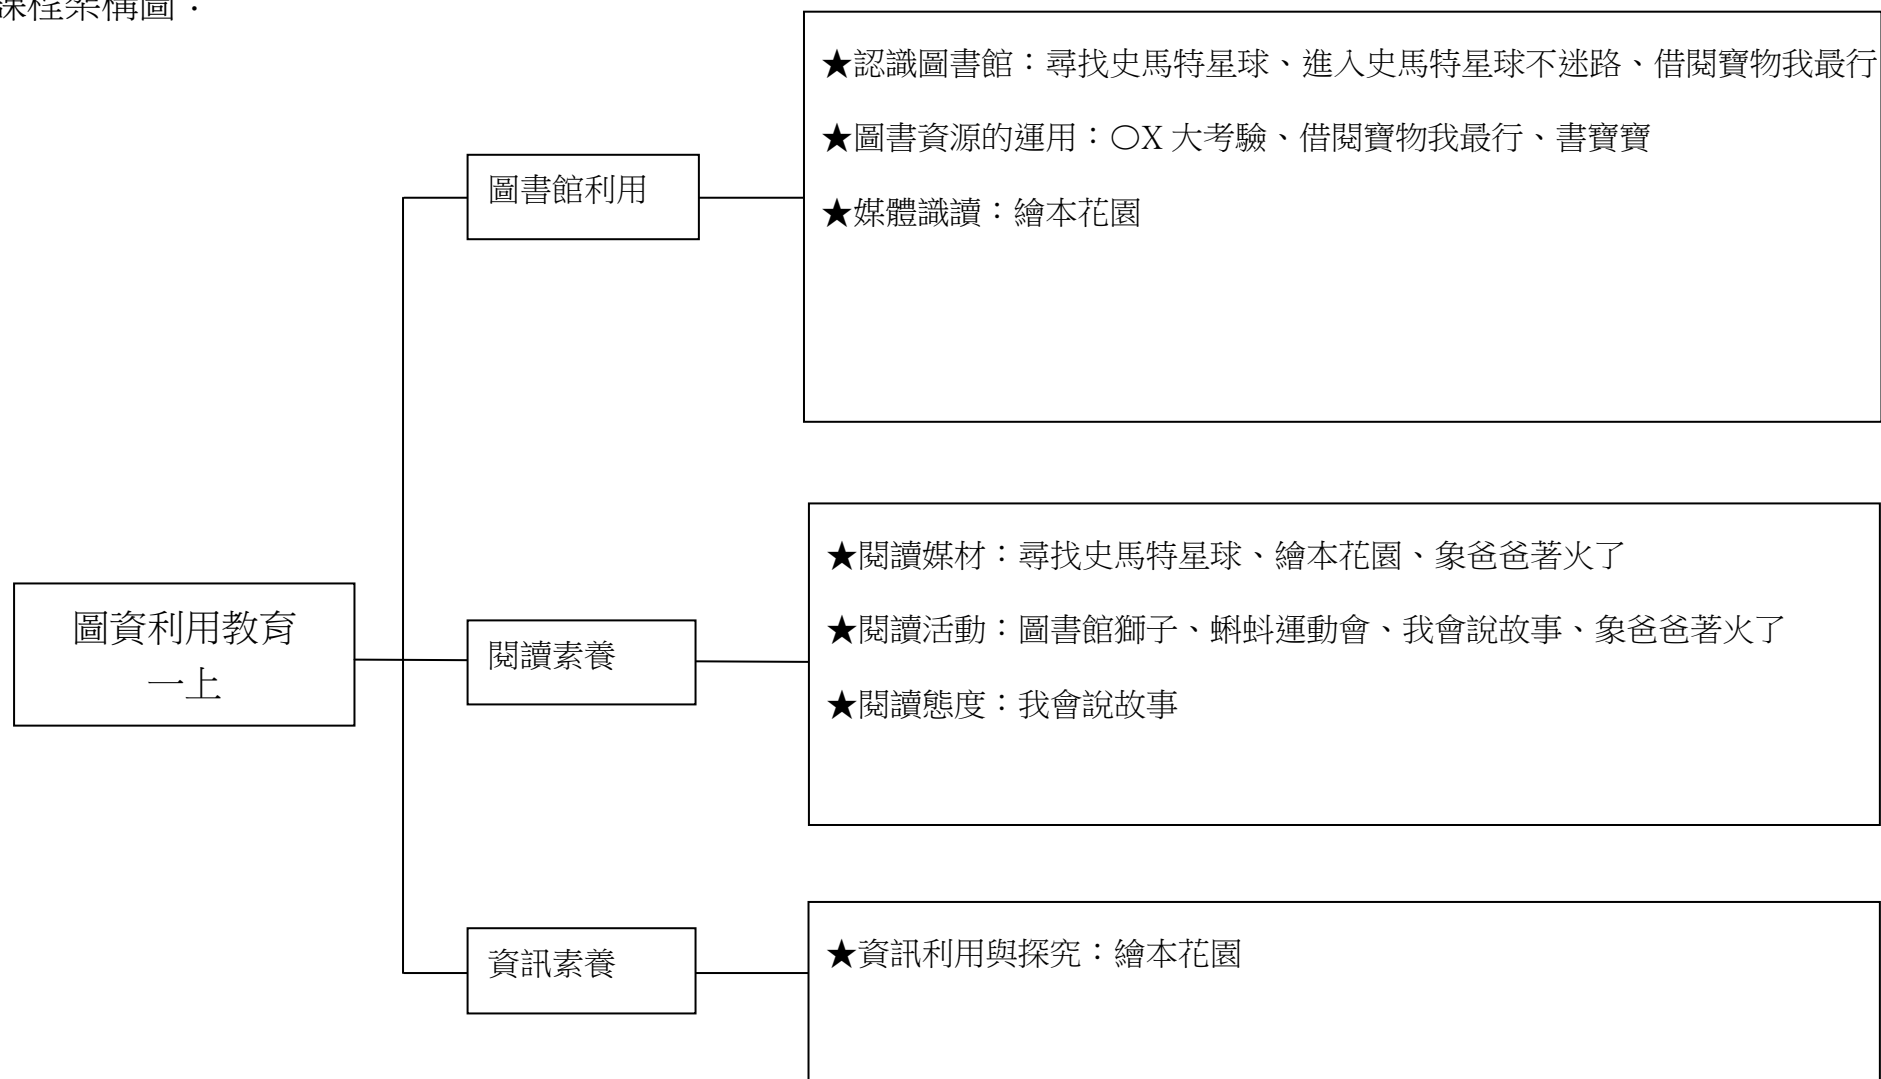 課程架構圖：
★認識圖書館：尋找史馬特星球、進入史馬特星球不迷路、借閱寶物我最行
★圖書資源的運用：○X 大考驗、借閱寶物我最行、書寶寶
圖書館利用
★媒體識讀：繪本花園
★閱讀媒材：尋找史馬特星球、繪本花園、象爸爸著火了
圖資利用教育
一上
★閱讀活動：圖書館獅子、蝌蚪運動會、我會說故事、象爸爸著火了
閱讀素養
★閱讀態度：我會說故事
資訊素養
★資訊利用與探究：繪本花園